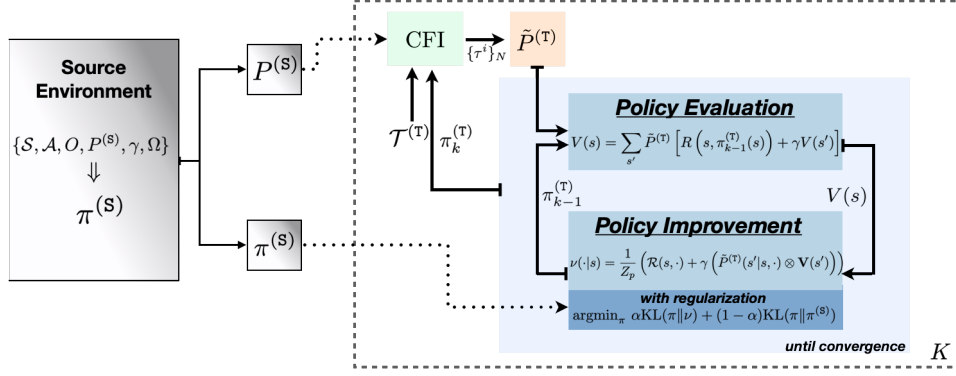 Source
Environment
{𝒮, 𝒜, O, P^(S), γ, Ω}
⇓
π^(S)
P^(S)
π^(S)
CFI
{τ^i}_N
P̃^(T)
𝒯^(T)
π_k^(T)
Policy Evaluation
V(s) = ∑_{s'} P̃^(T) [R (s, π_{k−1}^(T)(s)) + γV(s')]
π_{k−1}^(T)
V(s)
Policy Improvement
ν(·|s) = 1/Z_p (ℛ(s, ·) + γ (P̃^(T)(s'|s, ·) ⊗ 𝐕(s')))
with regularization
argmin_π αKL(π‖ν) + (1 − α)KL(π‖π^(S))
until convergence
K